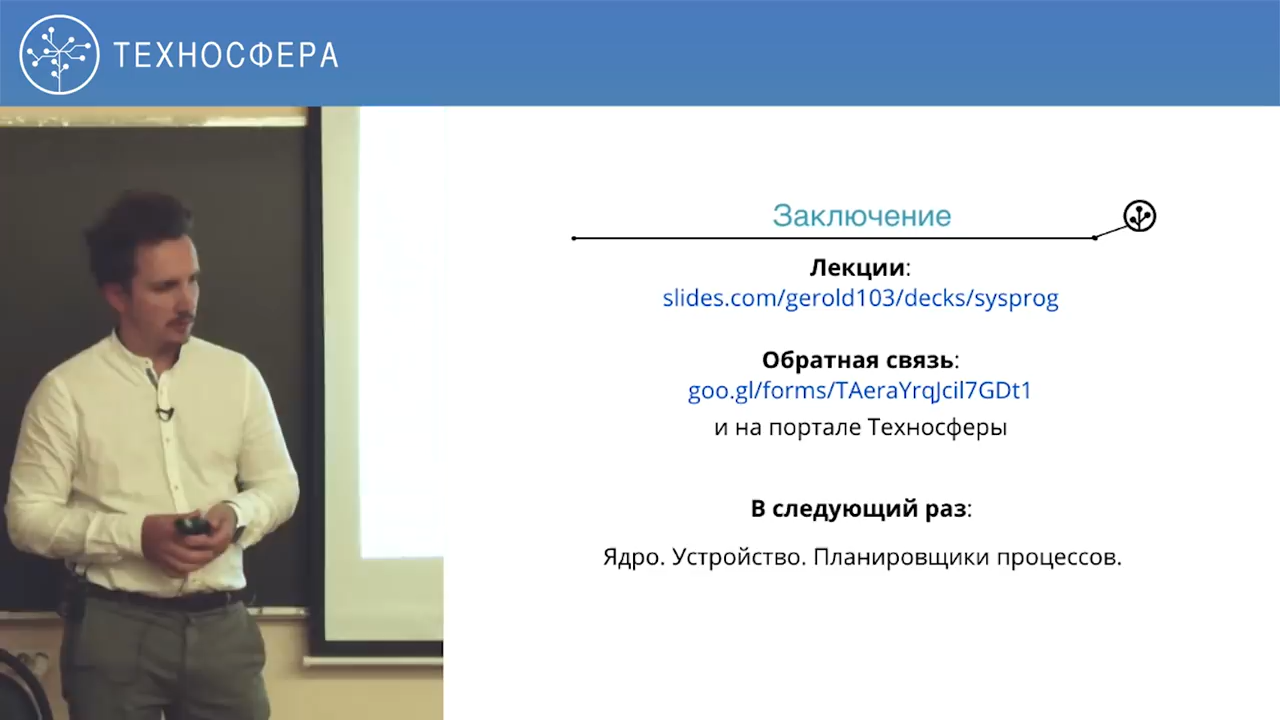 ТЕХНОСФЕРА
Заключение
Лекции:
slides.com/gerold103/decks/sysprog
Обратная связь:
goo.gl/forms/TAeraYrqJcil7GDt1
и на портале Техносферы
В следующий раз:
Ядро. Устройство. Планировщики процессов.